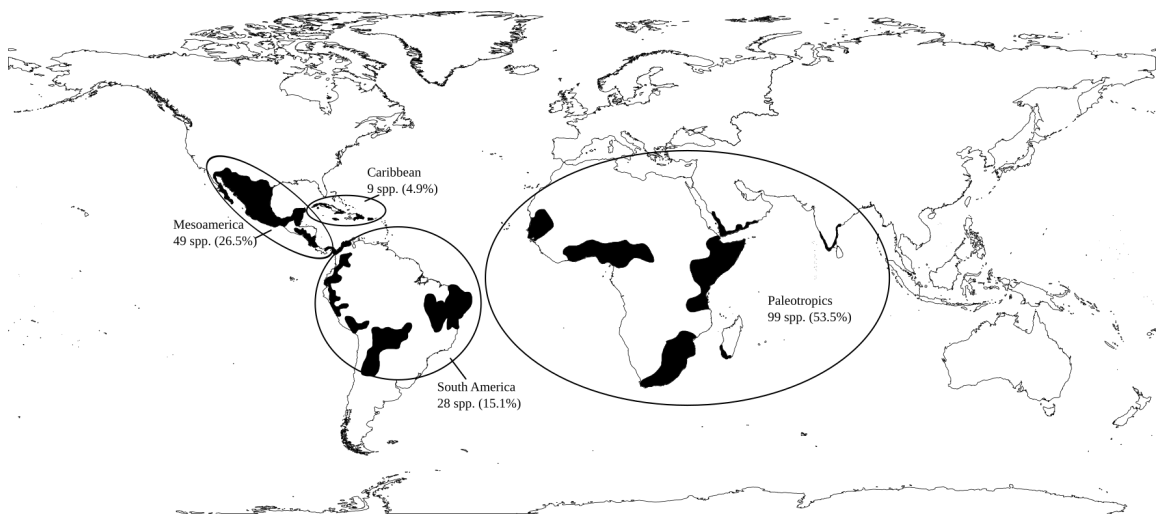 Caribbean
9 spp. (4.9%)
Mesoamerica
49 spp. (26.5%)
Paleotropics
99 spp. (53.5%)
South America
28 spp. (15.1%)